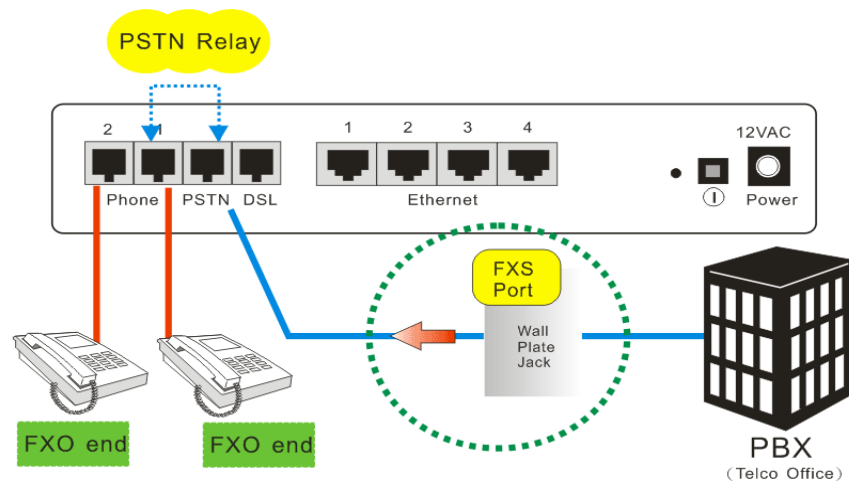 PSTN Relay
2 1
1 2 3 4
12VAC
Phone PSTN DSL
Ethernet
Power
FXS
Port
Wall
Plate
Jack
FXO end
FXO end
PBX
(Telco Office)